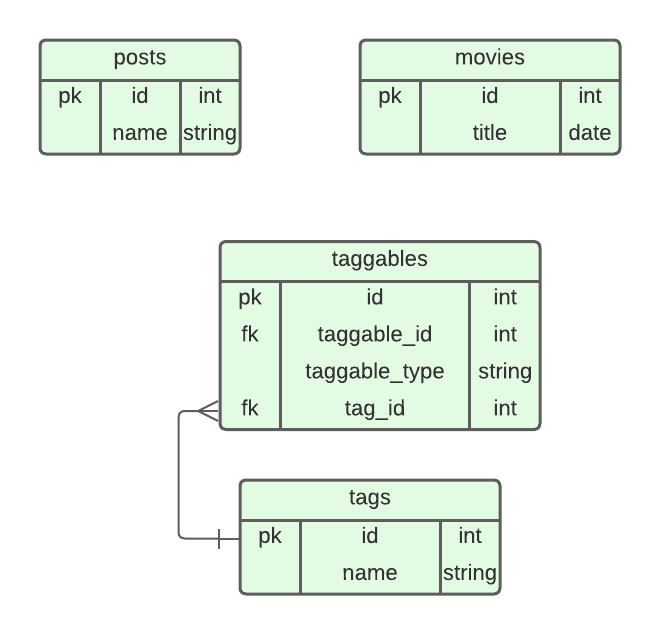 posts
pk id int
name string
movies
pk id int
title date
taggables
pk id int
fk taggable_id int
taggable_type string
fk tag_id int
tags
pk id int
name string